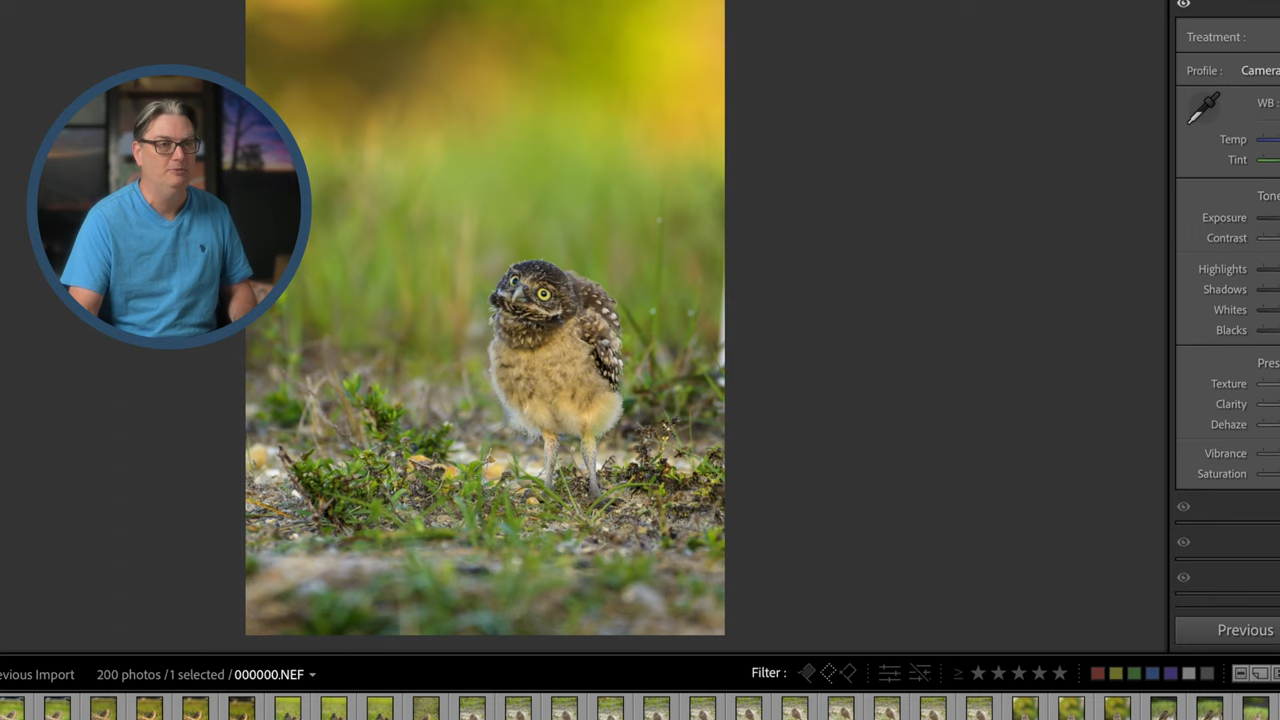 Treatment :
Profile : Camera
WB :
Temp
Tint
Tone
Exposure
Contrast
Highlights
Shadows
Whites
Blacks
Pres
Texture
Clarity
Dehaze
Vibrance
Saturation
Previous
evious Import 200 photos / 1 selected / 000000.NEF Filter :